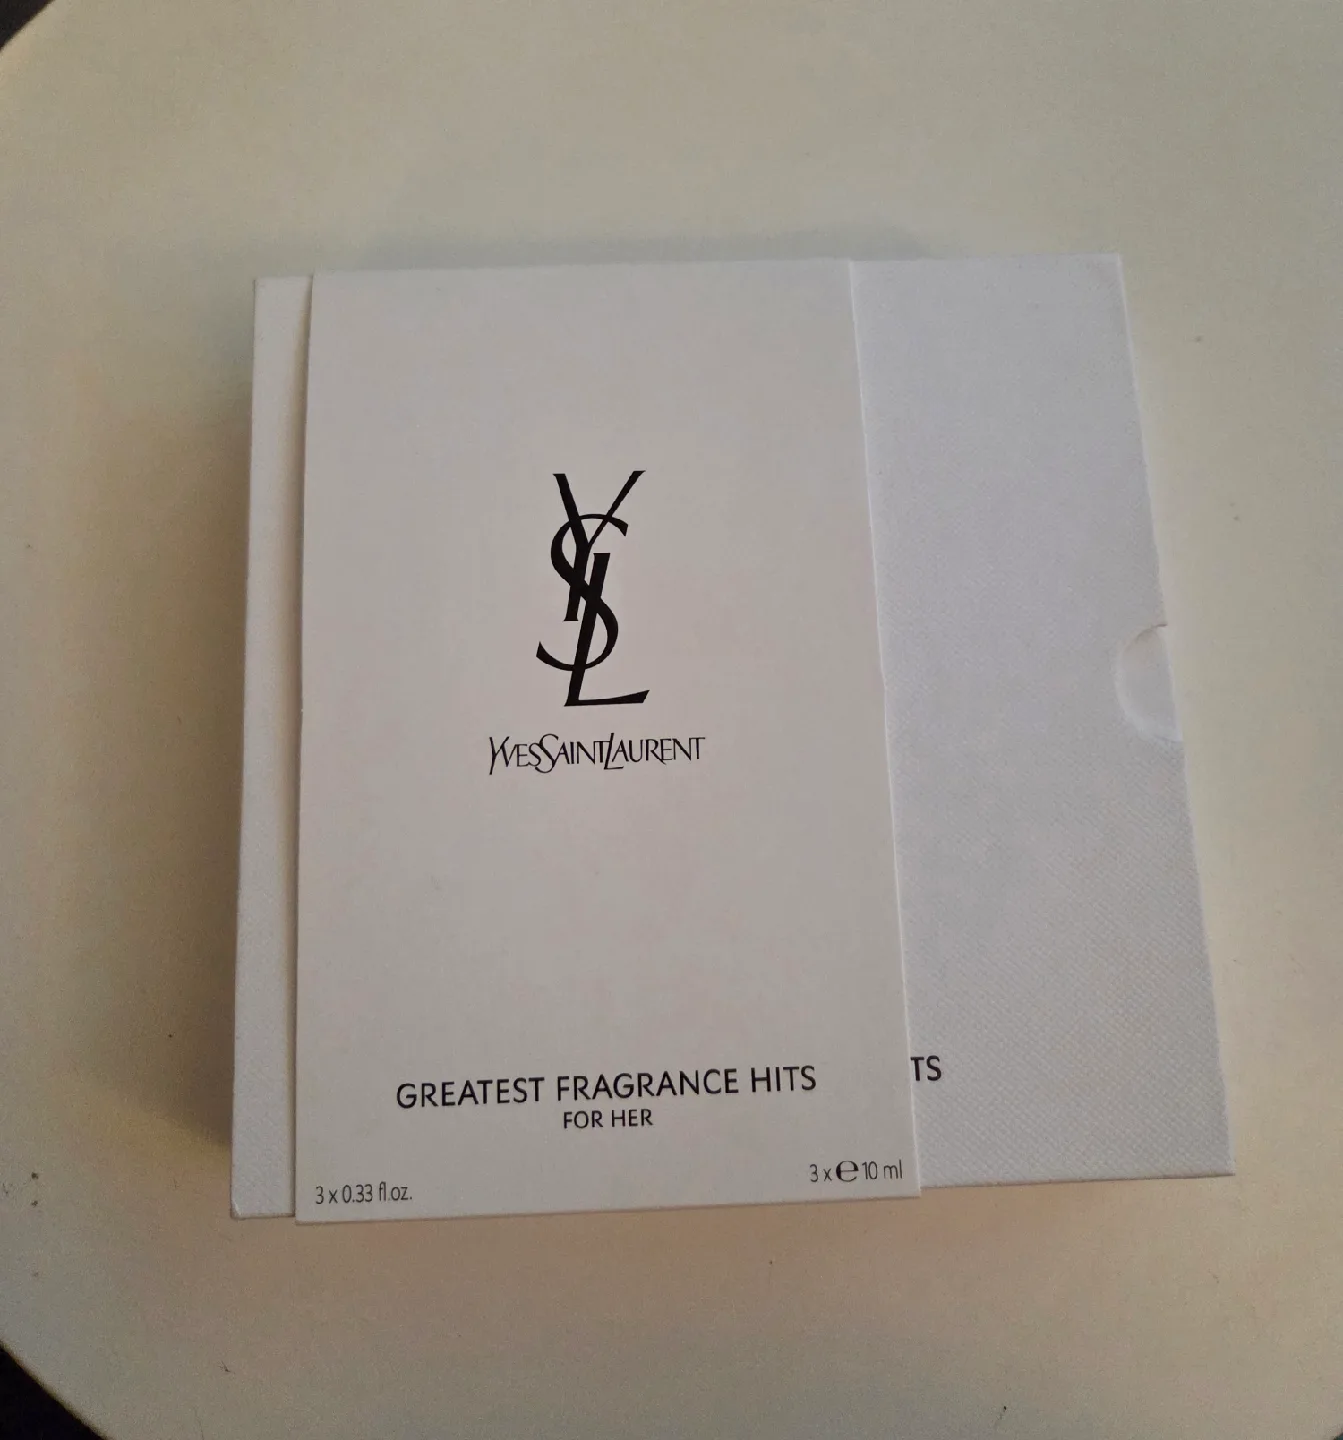 YSL
YVESSAINTLAURENT
GREATEST FRAGRANCE HITS
TS
FOR HER
3 x 0.33 fl.oz.
3 x ℮ 10 ml